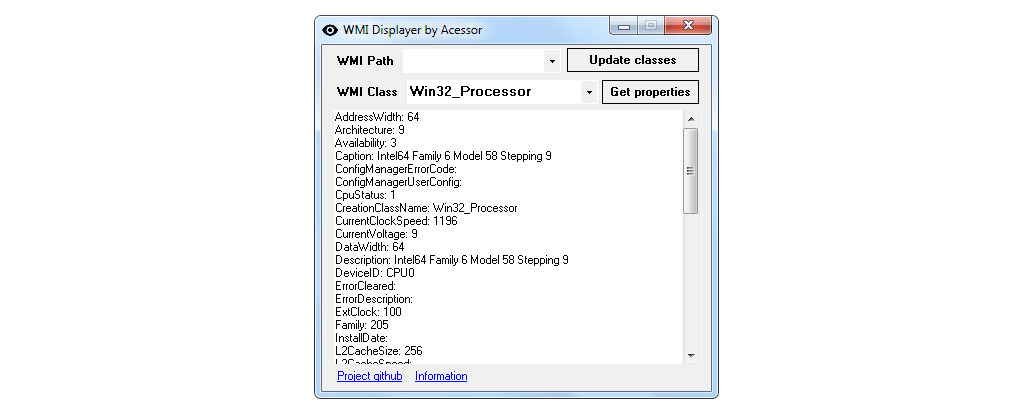 WMI Displayer by Acessor
WMI Path
Update classes
WMI Class Win32_Processor
Get properties
AddressWidth: 64
Architecture: 9
Availability: 3
Caption: Intel64 Family 6 Model 58 Stepping 9
ConfigManagerErrorCode:
ConfigManagerUserConfig:
CpuStatus: 1
CreationClassName: Win32_Processor
CurrentClockSpeed: 1196
CurrentVoltage: 9
DataWidth: 64
Description: Intel64 Family 6 Model 58 Stepping 9
DeviceID: CPU0
ErrorCleared:
ErrorDescription:
ExtClock: 100
Family: 205
InstallDate:
L2CacheSize: 256
L2CacheSpeed:
Project github Information